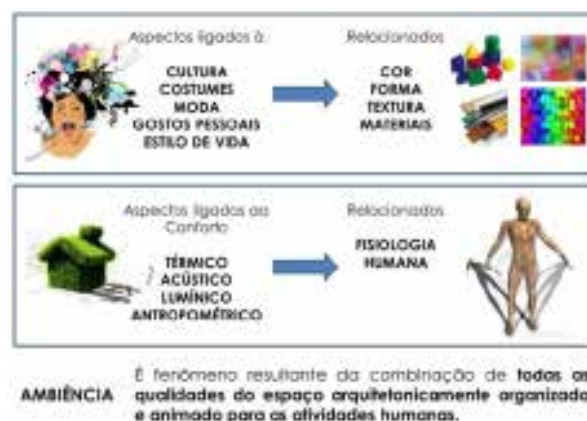 Aspectos ligados à:
CULTURA
COSTUMES
MODA
GOSTOS PESSOAIS
ESTILO DE VIDA
Relacionados
COR
FORMA
TEXTURA
MATERIAIS
Aspectos ligados ao
Conforto
TÉRMICO
ACÚSTICO
LUMÍNICO
ANTROPOMÉTRICO
Relacionados
FISIOLOGIA
HUMANA
AMBIÊNCIA
É fenômeno resultante da combinação de todas as
qualidades do espaço arquitetonicamente organizado
e animado para as atividades humanas.